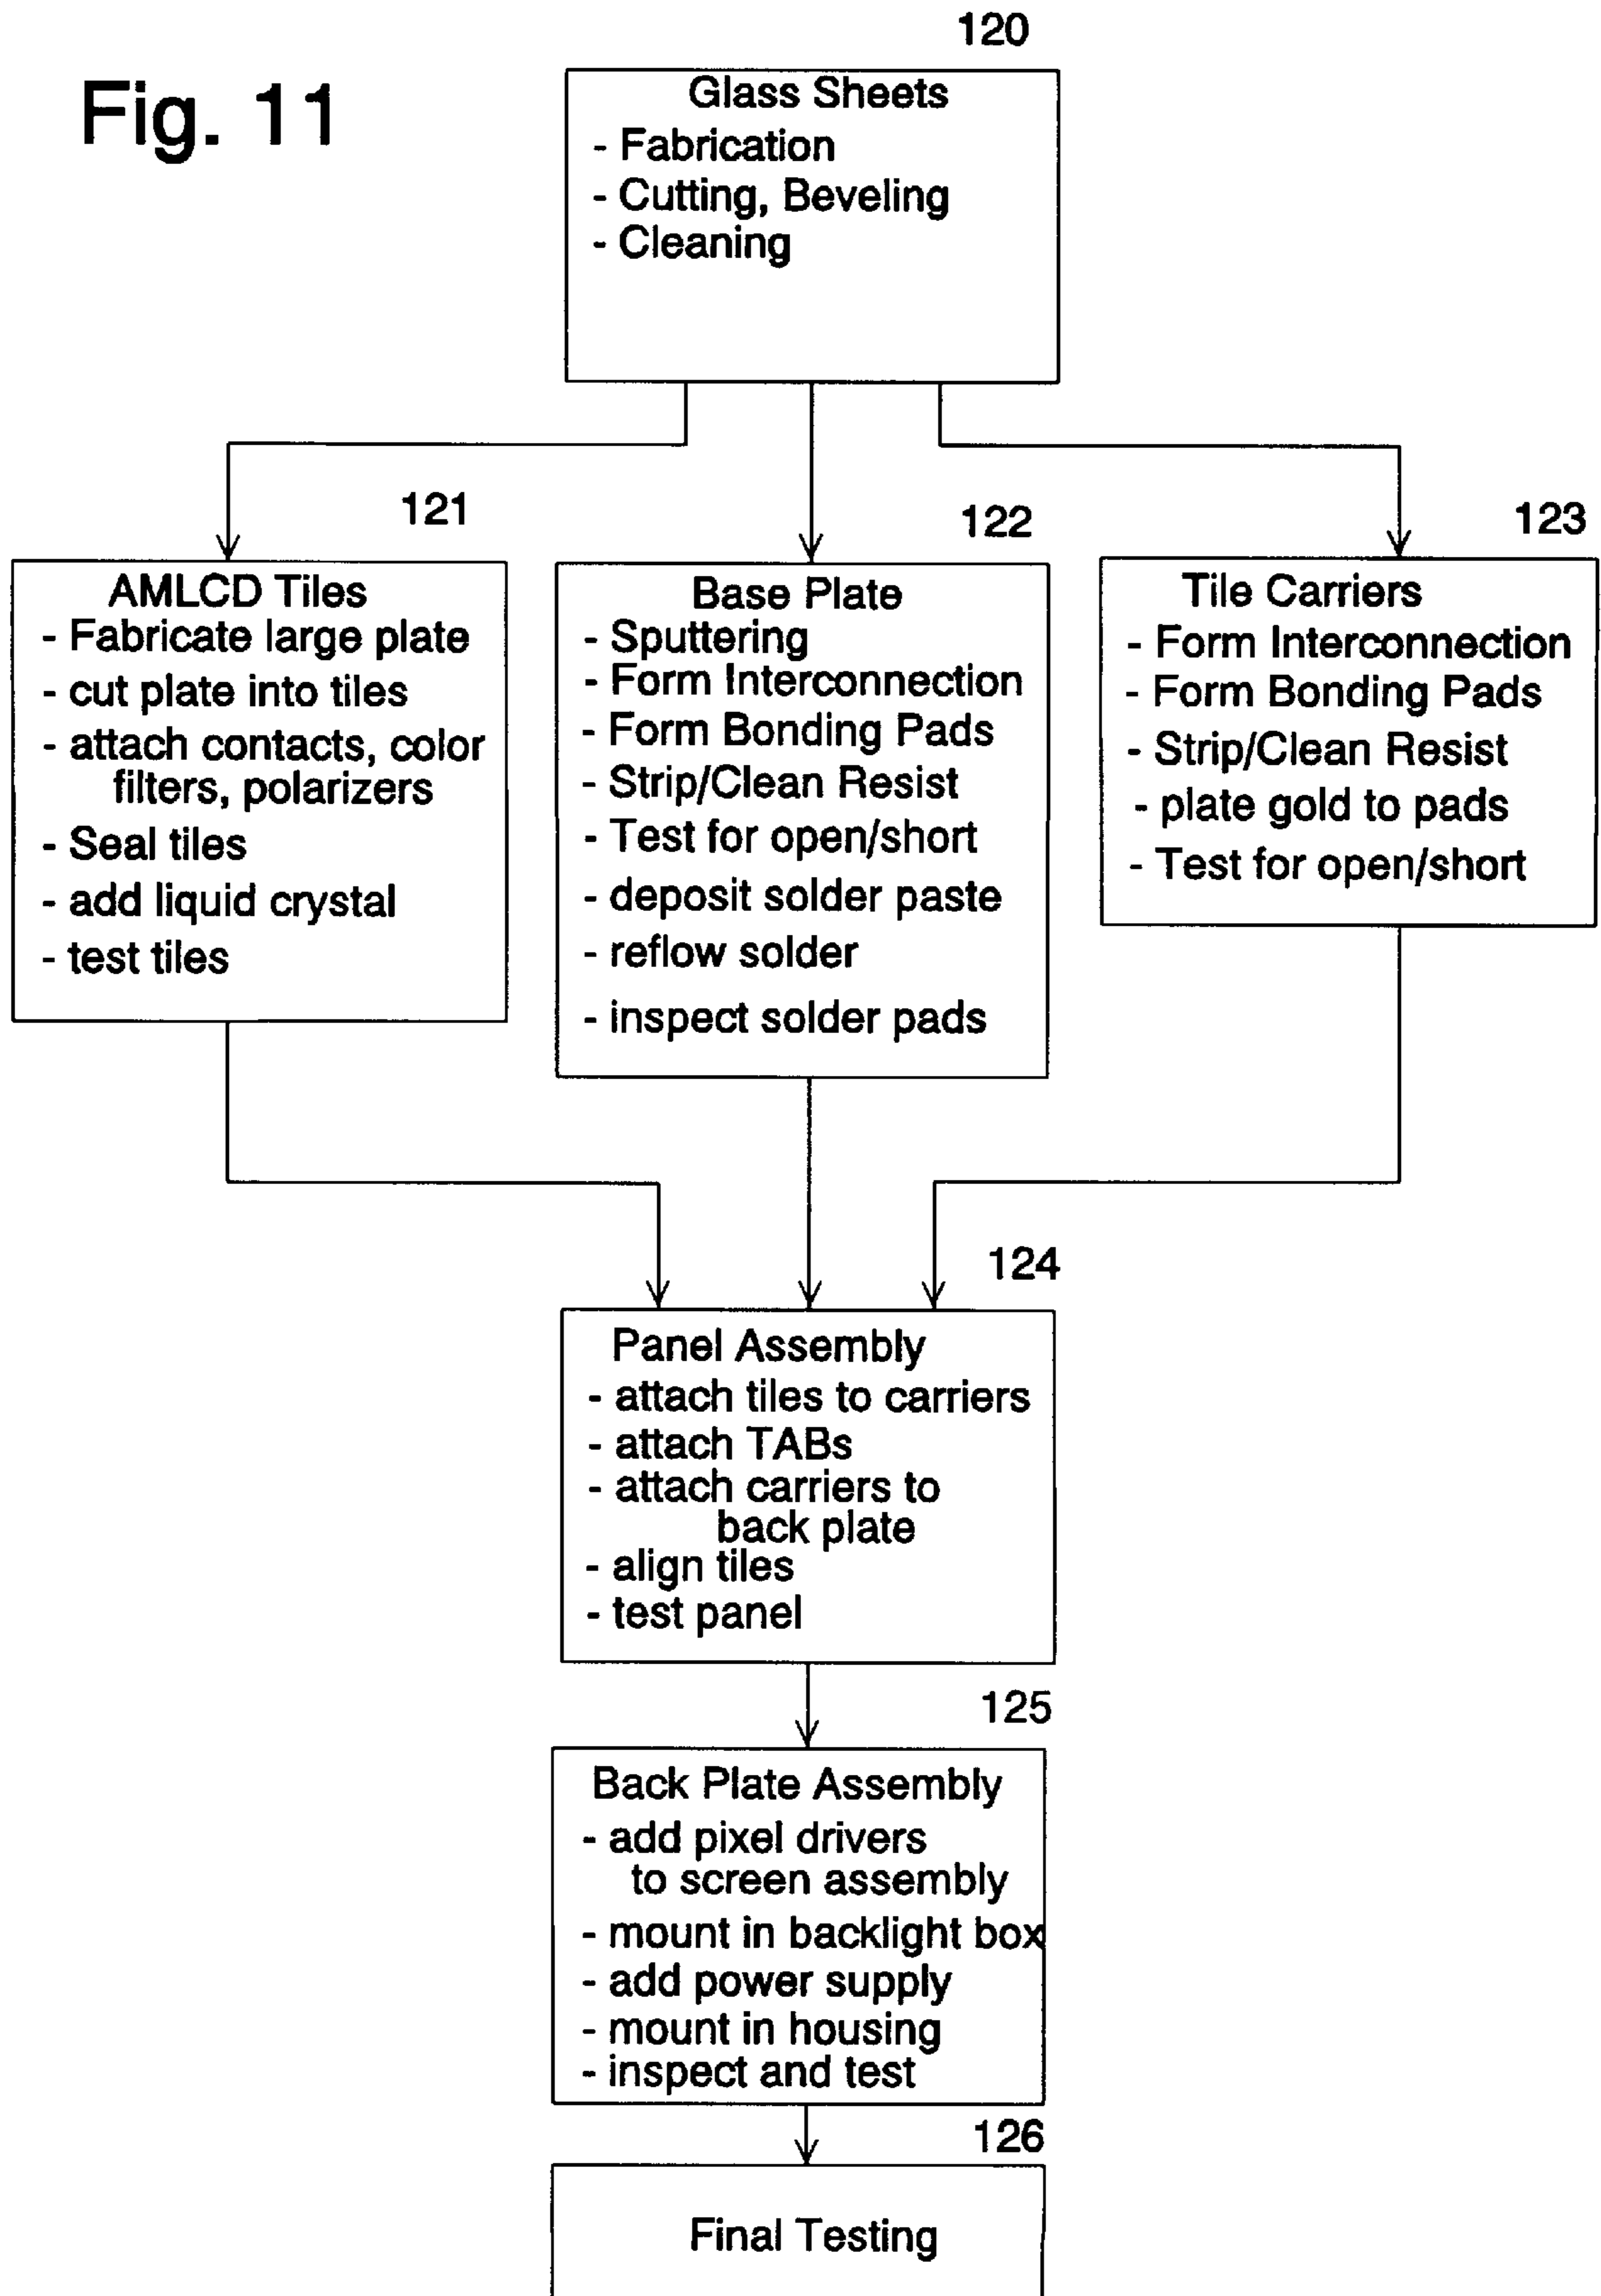 120
Fig. 11
Glass Sheets
- Fabrication
- Cutting, Beveling
- Cleaning
121
122
123
AMLCD Tiles
- Fabricate large plate
- cut plate into tiles
- attach contacts, color
filters, polarizers
- Seal tiles
- add liquid crystal
- test tiles
Base Plate
- Sputtering
- Form Interconnection
- Form Bonding Pads
- Strip/Clean Resist
- Test for open/short
- deposit solder paste
- reflow solder
- inspect solder pads
Tile Carriers
- Form Interconnection
- Form Bonding Pads
- Strip/Clean Resist
- plate gold to pads
- Test for open/short
124
Panel Assembly
- attach tiles to carriers
- attach TABs
- attach carriers to
back plate
- align tiles
- test panel
125
Back Plate Assembly
- add pixel drivers
to screen assembly
- mount in backlight box
- add power supply
- mount in housing
- inspect and test
126
Final Testing